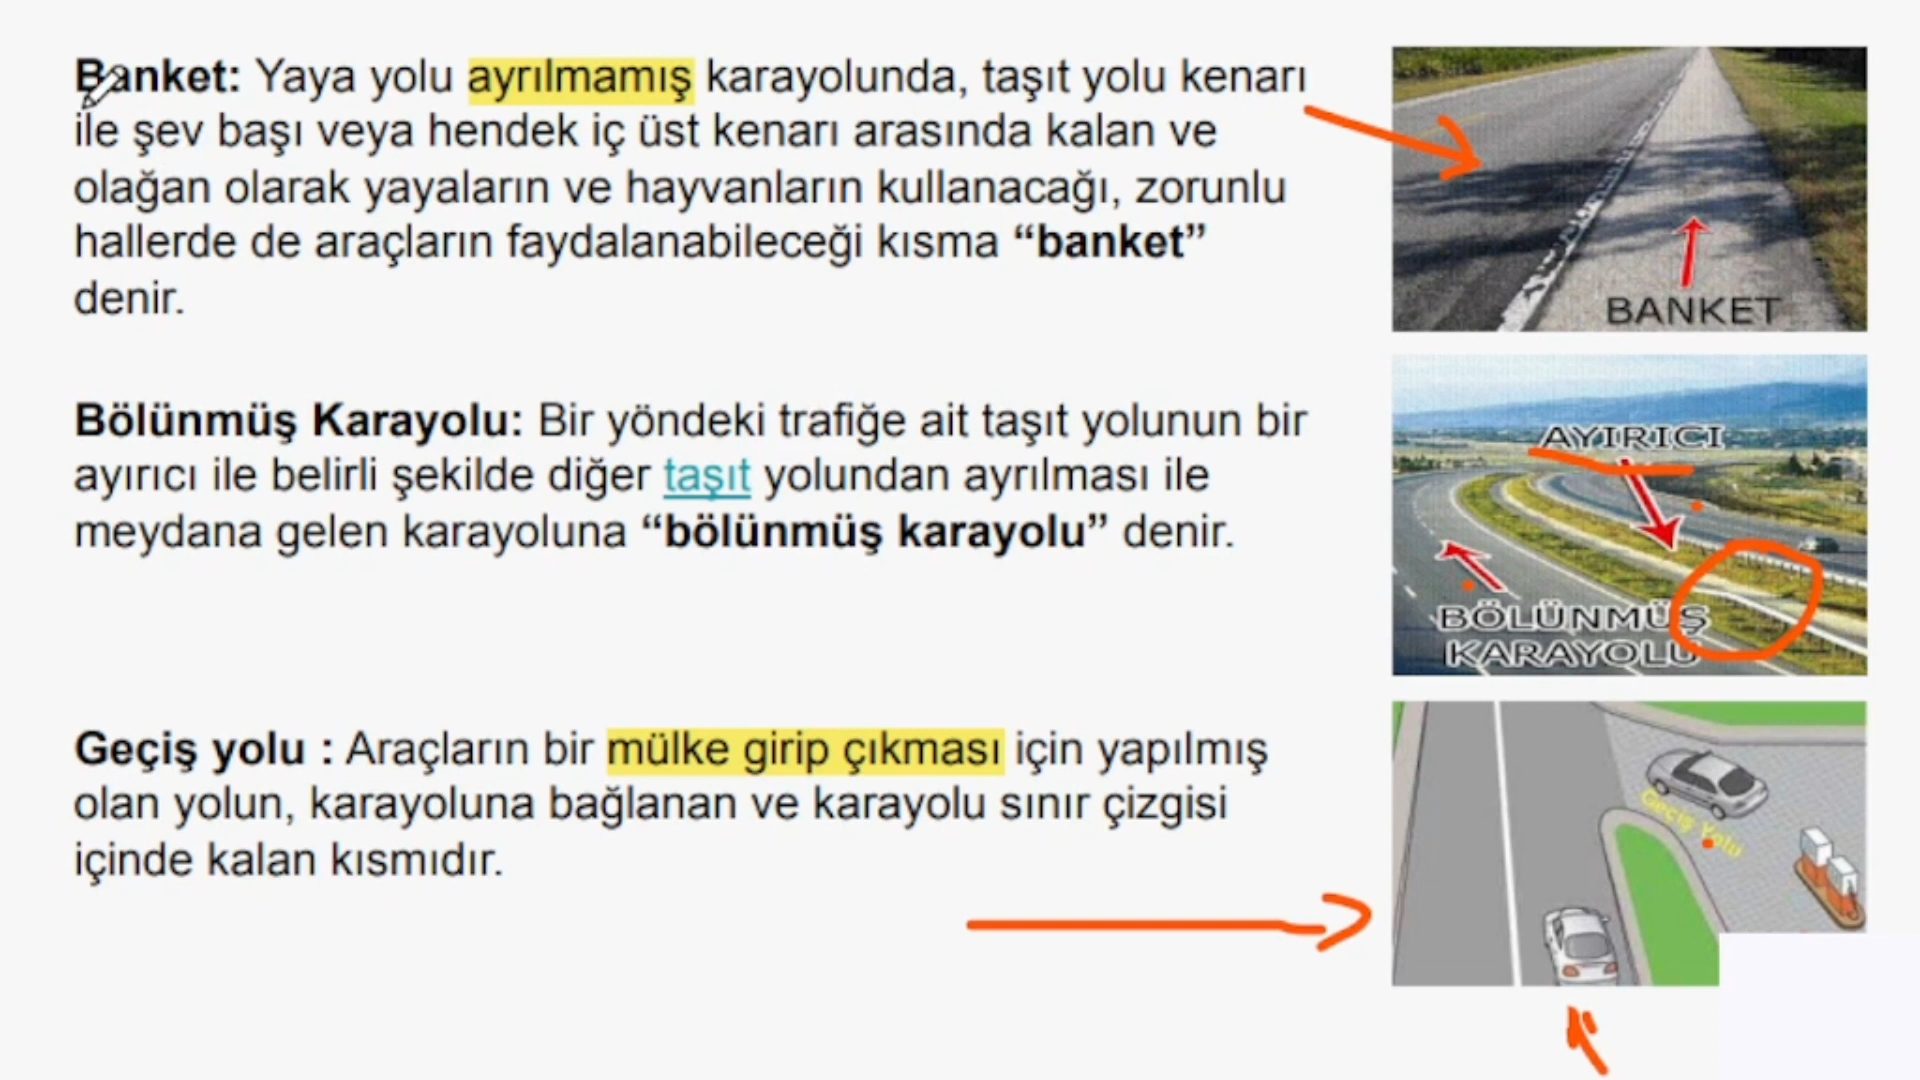 Banket: Yaya yolu ayrılmamış karayolunda, taşıt yolu kenarı
ile şev başı veya hendek iç üst kenarı arasında kalan ve
olağan olarak yayaların ve hayvanların kullanacağı, zorunlu
hallerde de araçların faydalanabileceği kısma “banket”
denir.
BANKET
Bölünmüş Karayolu: Bir yöndeki trafiğe ait taşıt yolunun bir
ayırıcı ile belirli şekilde diğer taşıt yolundan ayrılması ile
meydana gelen karayoluna “bölünmüş karayolu” denir.
AYIRICI
BÖLÜNMÜŞ
KARAYOLU
Geçiş yolu : Araçların bir mülke girip çıkması için yapılmış
olan yolun, karayoluna bağlanan ve karayolu sınır çizgisi
içinde kalan kısmıdır.
Geçiş Yolu